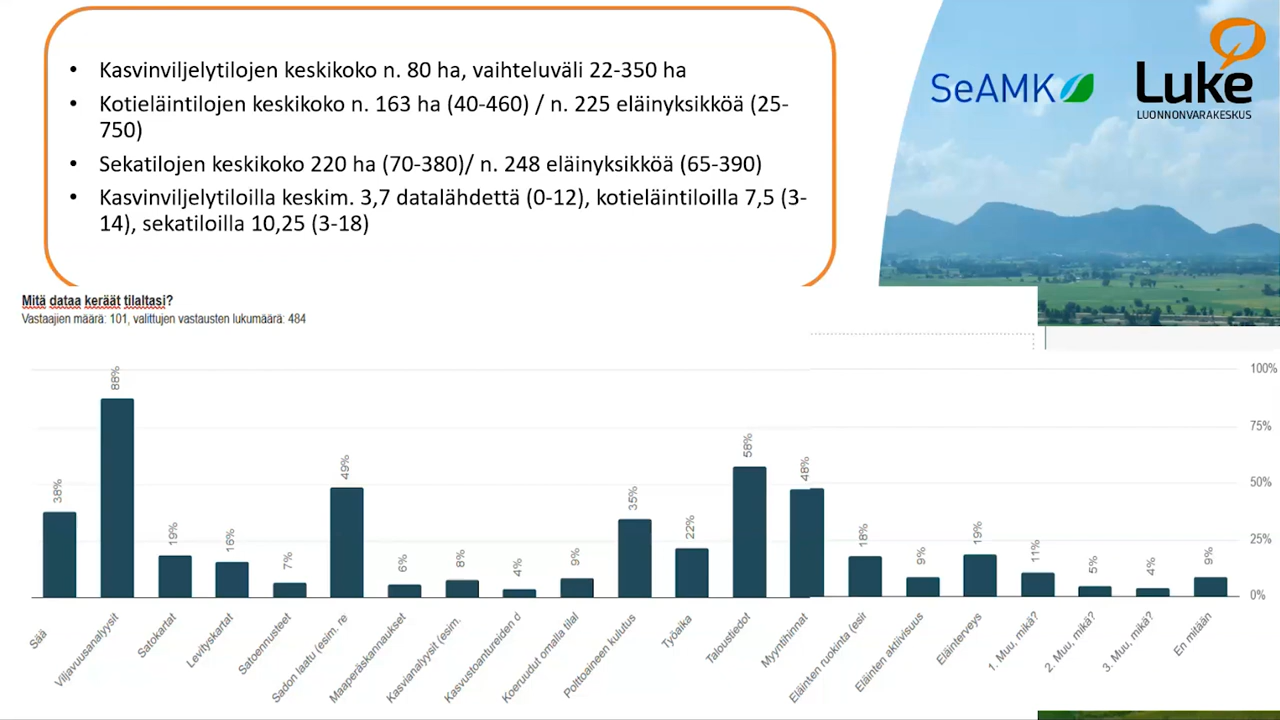 • Kasvinviljelytilojen keskikoko n. 80 ha, vaihteluväli 22-350 ha
• Kotieläintilojen keskikoko n. 163 ha (40-460) / n. 225 eläinyksikköä (25-
750)
• Sekatilojen keskikoko 220 ha (70-380)/ n. 248 eläinyksikköä (65-390)
• Kasvinviljelytiloilla keskim. 3,7 datalähdettä (0-12), kotieläintiloilla 7,5 (3-
14), sekatiloilla 10,25 (3-18)
SeAMK
Luke
LUONNONVARAKESKUS
Mitä dataa keräät tilaltasi?
Vastaajien määrä: 101, valittujen vastausten lukumäärä: 484
100%
75%
50%
25%
0%
38%
88%
19%
16%
7%
49%
6%
8%
4%
9%
35%
22%
58%
48%
18%
9%
19%
11%
5%
4%
9%
Sää
Viljavuusanalyysit
Satokartat
Levityskartat
Satoennusteet
Sadon laatu (esim. re
Maaperäskannaukset
Kasvianalyysit (esim.
Kasvustoantureiden d
Koeruudut omalla tilal
Polttoaineen kulutus
Työaika
Taloustiedot
Myyntihinnat
Eläinten ruokinta (esir
Eläinten aktiivisuus
Eläinterveys
1. Muu, mikä?
2. Muu, mikä?
3. Muu, mikä?
En mitään